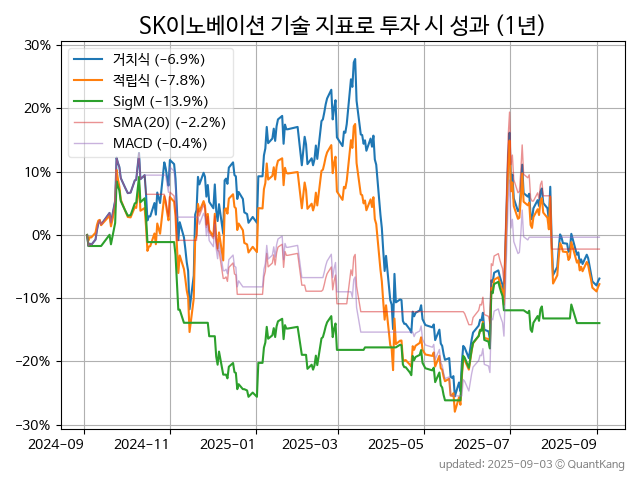 SK이노베이션 기술 지표로 투자 시 성과 (1년)
30%
20%
10%
0%
−10%
−20%
−30%
거치식 (−6.9%)
적립식 (−7.8%)
SigM (−13.9%)
SMA(20) (−2.2%)
MACD (−0.4%)
2024-09
2024-11
2025-01
2025-03
2025-05
2025-07
2025-09
updated: 2025-09-03 © QuantKang